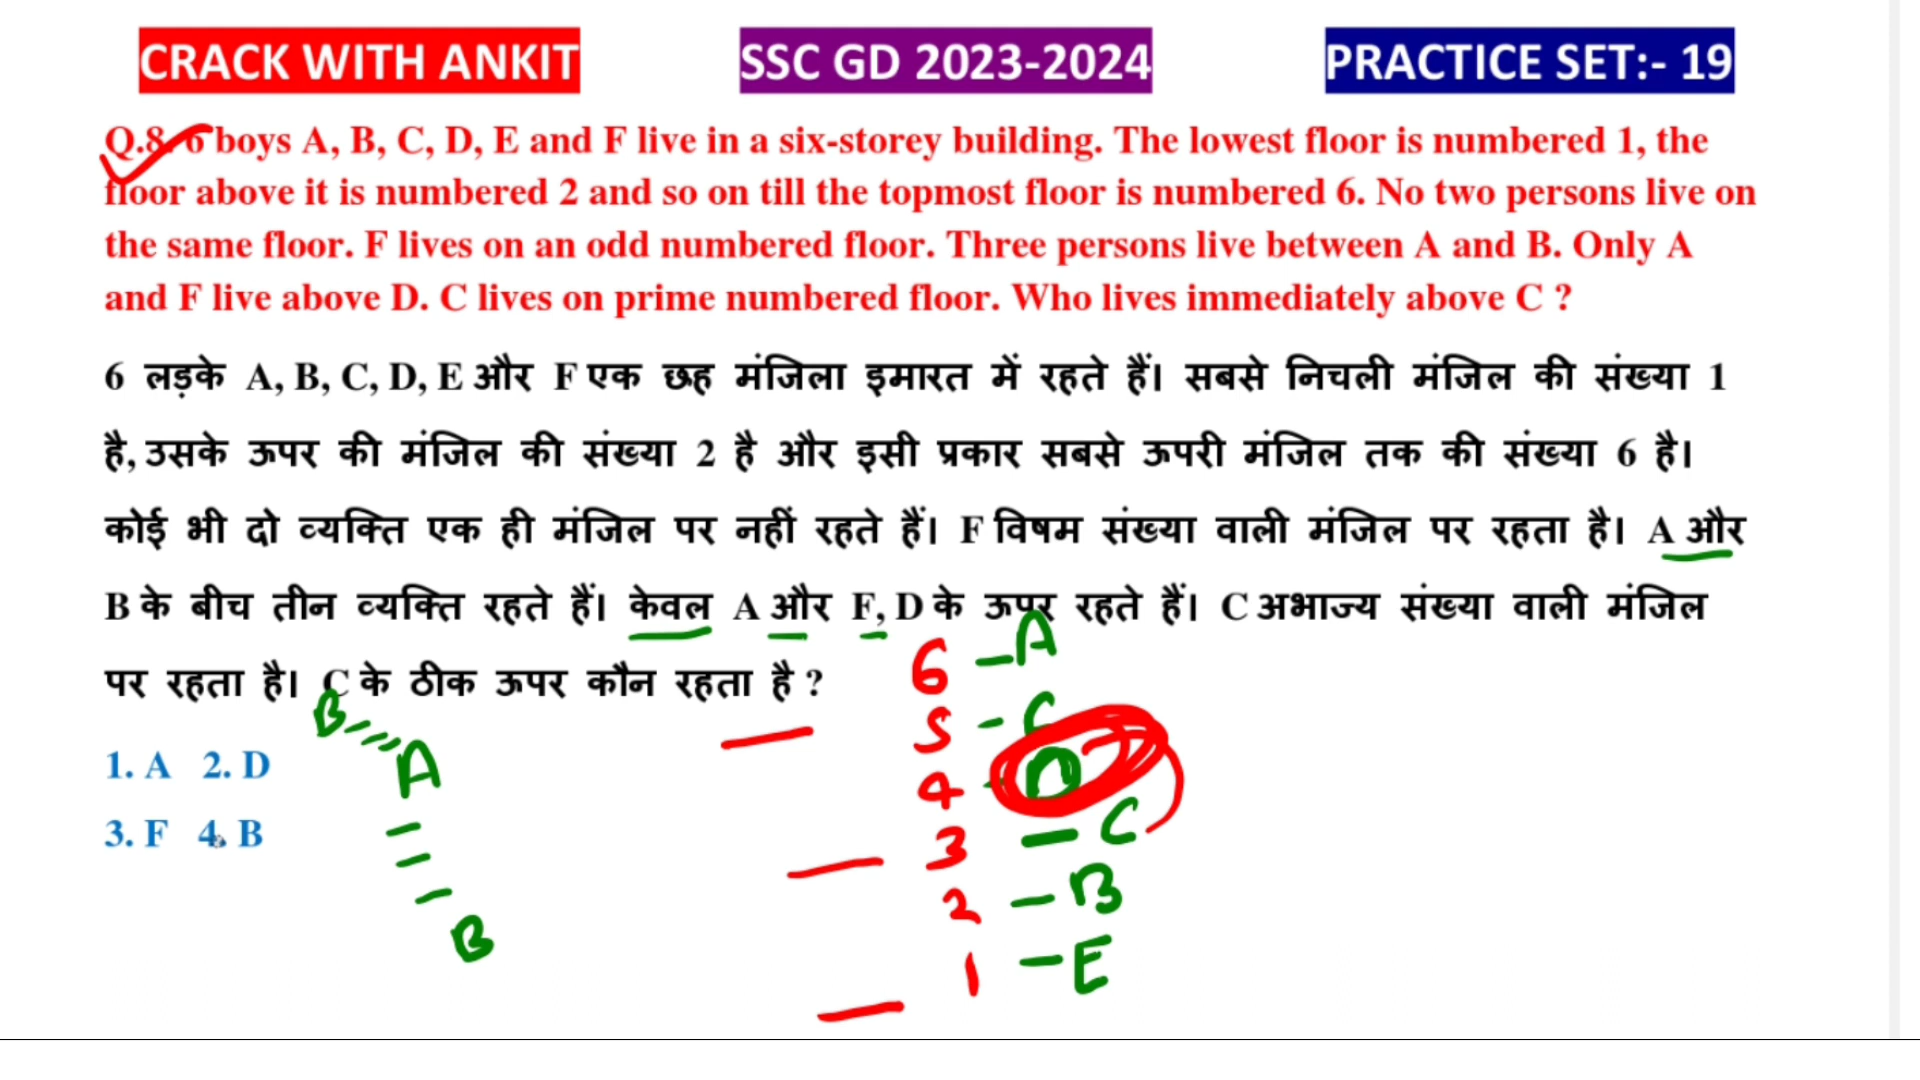 CRACK WITH ANKIT SSC GD 2023-2024 PRACTICE SET:- 19
Q.8. 6 boys A, B, C, D, E and F live in a six-storey building. The lowest floor is numbered 1, the
floor above it is numbered 2 and so on till the topmost floor is numbered 6. No two persons live on
the same floor. F lives on an odd numbered floor. Three persons live between A and B. Only A
and F live above D. C lives on prime numbered floor. Who lives immediately above C ?
6 लड़के A, B, C, D, E और F एक छह मंजिला इमारत में रहते हैं। सबसे निचली मंजिल की संख्या 1
है, उसके ऊपर की मंजिल की संख्या 2 है और इसी प्रकार सबसे ऊपरी मंजिल तक की संख्या 6 है।
कोई भी दो व्यक्ति एक ही मंजिल पर नहीं रहते हैं। F विषम संख्या वाली मंजिल पर रहता है। A और
B के बीच तीन व्यक्ति रहते हैं। केवल A और F, D के ऊपर रहते हैं। C अभाज्य संख्या वाली मंजिल
पर रहता है। C के ठीक ऊपर कौन रहता है ?
6 - A
B
5 -
1. A 2. D
A
4 - D
3. F 4. B
3 - C
2 - B
B
1 - E